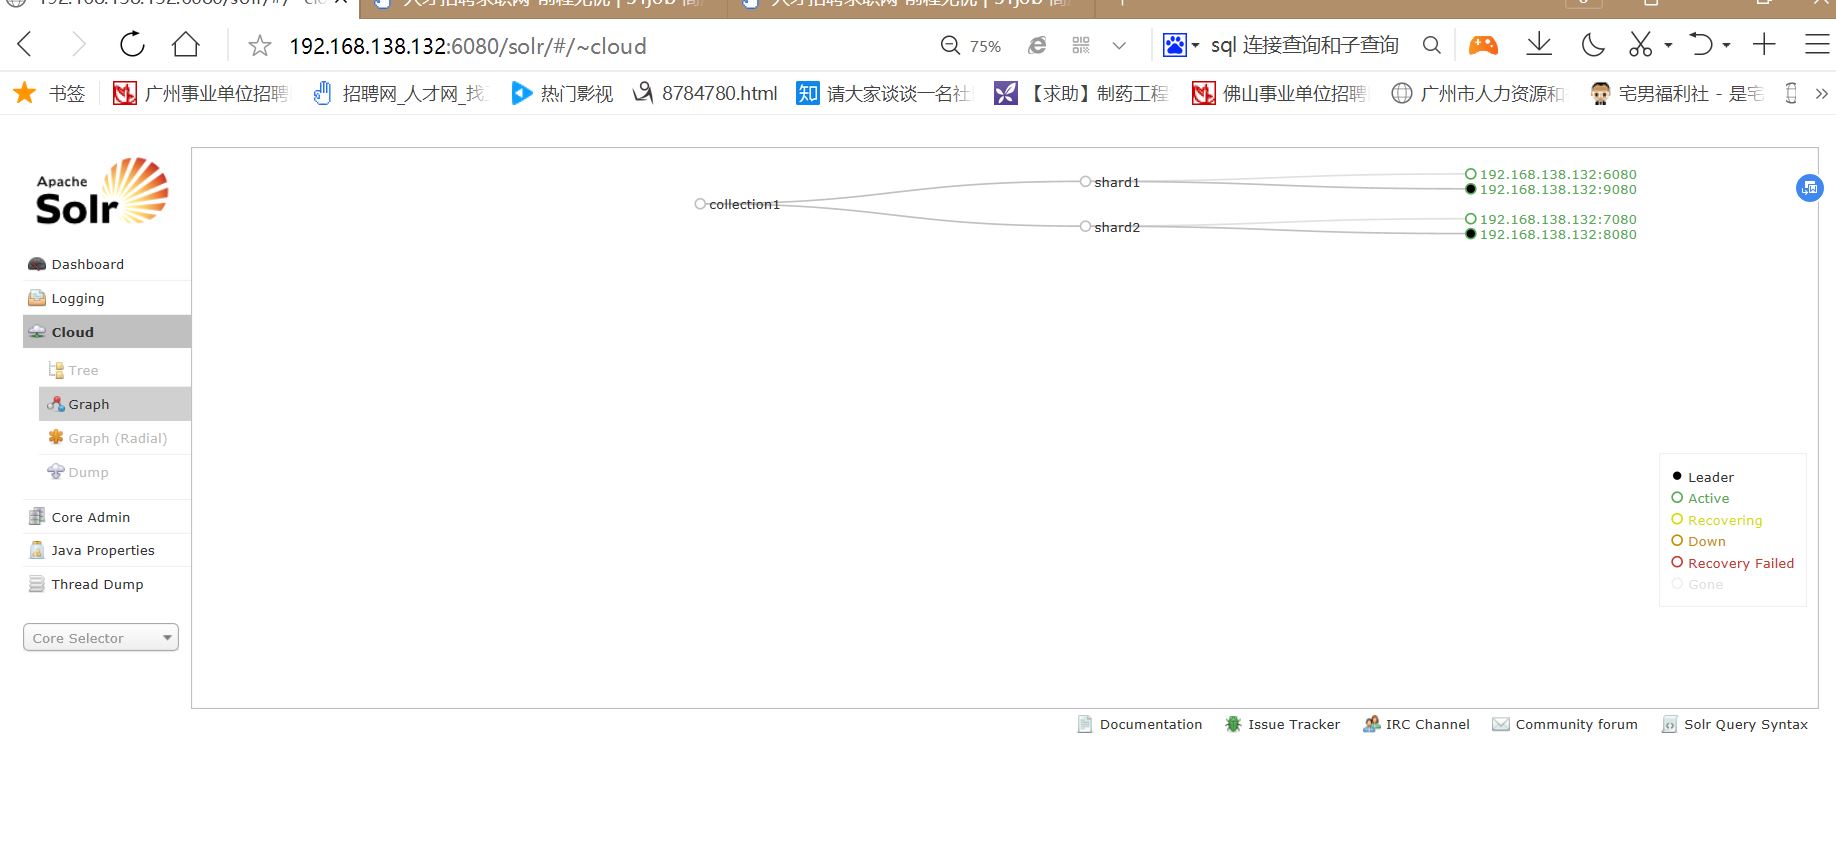 192.168.138.132:6080/solr/#/~cloud
75%
sql 连接查询和子查询
书签
广州事业单位招聘
招聘网_人才网_找
热门影视
8784780.html
知 请大家谈谈一名社
【求助】制药工程
佛山事业单位招聘
广州市人力资源和
宅男福利社 - 是宅
»
Apache
Solr
Dashboard
Logging
Cloud
Tree
Graph
Graph (Radial)
Dump
Core Admin
Java Properties
Thread Dump
Core Selector
collection1
shard1
shard2
192.168.138.132:6080
192.168.138.132:9080
192.168.138.132:7080
192.168.138.132:8080
Leader
Active
Recovering
Down
Recovery Failed
Gone
Documentation
Issue Tracker
IRC Channel
Community forum
Solr Query Syntax